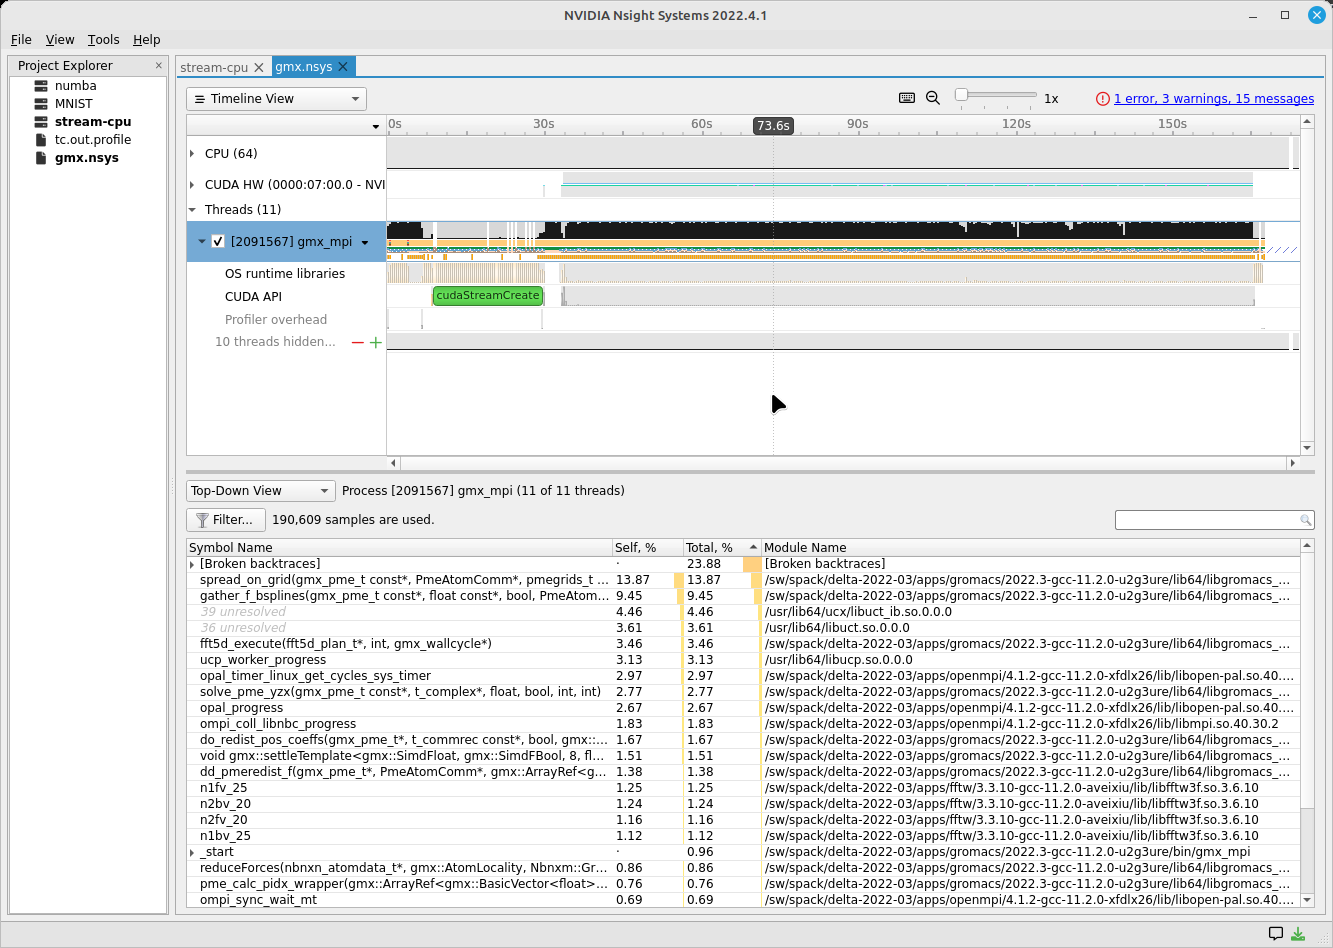 NVIDIA Nsight Systems 2022.4.1
File View Tools Help
Project Explorer
numba
MNIST
stream-cpu
tc.out.profile
gmx.nsys
stream-cpu gmx.nsys
Timeline View 1x 1 error, 3 warnings, 15 messages
0s 30s 60s 73.6s 90s 120s 150s
CPU (64)
CUDA HW (0000:07:00.0 - NVI
Threads (11)
[2091567] gmx_mpi
OS runtime libraries
CUDA API cudaStreamCreate
Profiler overhead
10 threads hidden...
Top-Down View Process [2091567] gmx_mpi (11 of 11 threads)
Filter... 190,609 samples are used.
Symbol Name Self, % Total, % Module Name
[Broken backtraces] · 23.88 [Broken backtraces]
spread_on_grid(gmx_pme_t const*, PmeAtomComm*, pmegrids_t ... 13.87 13.87 /sw/spack/delta-2022-03/apps/gromacs/2022.3-gcc-11.2.0-u2g3ure/lib64/libgromacs_...
gather_f_bsplines(gmx_pme_t const*, float const*, bool, PmeAtom... 9.45 9.45 /sw/spack/delta-2022-03/apps/gromacs/2022.3-gcc-11.2.0-u2g3ure/lib64/libgromacs_...
39 unresolved 4.46 4.46 /usr/lib64/ucx/libuct_ib.so.0.0.0
36 unresolved 3.61 3.61 /usr/lib64/libuct.so.0.0.0
fft5d_execute(fft5d_plan_t*, int, gmx_wallcycle*) 3.46 3.46 /sw/spack/delta-2022-03/apps/gromacs/2022.3-gcc-11.2.0-u2g3ure/lib64/libgromacs_...
ucp_worker_progress 3.13 3.13 /usr/lib64/libucp.so.0.0.0
opal_timer_linux_get_cycles_sys_timer 2.97 2.97 /sw/spack/delta-2022-03/apps/openmpi/4.1.2-gcc-11.2.0-xfdlx26/lib/libopen-pal.so.40....
solve_pme_yzx(gmx_pme_t const*, t_complex*, float, bool, int, int) 2.77 2.77 /sw/spack/delta-2022-03/apps/gromacs/2022.3-gcc-11.2.0-u2g3ure/lib64/libgromacs_...
opal_progress 2.67 2.67 /sw/spack/delta-2022-03/apps/openmpi/4.1.2-gcc-11.2.0-xfdlx26/lib/libopen-pal.so.40....
ompi_coll_libnbc_progress 1.83 1.83 /sw/spack/delta-2022-03/apps/openmpi/4.1.2-gcc-11.2.0-xfdlx26/lib/libmpi.so.40.30.2
do_redist_pos_coeffs(gmx_pme_t*, t_commrec const*, bool, gmx::... 1.67 1.67 /sw/spack/delta-2022-03/apps/gromacs/2022.3-gcc-11.2.0-u2g3ure/lib64/libgromacs_...
void gmx::settleTemplate<gmx::SimdFloat, gmx::SimdFBool, 8, fl... 1.51 1.51 /sw/spack/delta-2022-03/apps/gromacs/2022.3-gcc-11.2.0-u2g3ure/lib64/libgromacs_...
dd_pmeredist_f(gmx_pme_t*, PmeAtomComm*, gmx::ArrayRef<g... 1.38 1.38 /sw/spack/delta-2022-03/apps/gromacs/2022.3-gcc-11.2.0-u2g3ure/lib64/libgromacs_...
n1fv_25 1.25 1.25 /sw/spack/delta-2022-03/apps/fftw/3.3.10-gcc-11.2.0-aveixiu/lib/libfftw3f.so.3.6.10
n2bv_20 1.24 1.24 /sw/spack/delta-2022-03/apps/fftw/3.3.10-gcc-11.2.0-aveixiu/lib/libfftw3f.so.3.6.10
n2fv_20 1.16 1.16 /sw/spack/delta-2022-03/apps/fftw/3.3.10-gcc-11.2.0-aveixiu/lib/libfftw3f.so.3.6.10
n1bv_25 1.12 1.12 /sw/spack/delta-2022-03/apps/fftw/3.3.10-gcc-11.2.0-aveixiu/lib/libfftw3f.so.3.6.10
_start · 0.96 /sw/spack/delta-2022-03/apps/gromacs/2022.3-gcc-11.2.0-u2g3ure/bin/gmx_mpi
reduceForces(nbnxn_atomdata_t*, gmx::AtomLocality, Nbnxm::Gr... 0.86 0.86 /sw/spack/delta-2022-03/apps/gromacs/2022.3-gcc-11.2.0-u2g3ure/lib64/libgromacs_...
pme_calc_pidx_wrapper(gmx::ArrayRef<gmx::BasicVector<float>... 0.76 0.76 /sw/spack/delta-2022-03/apps/gromacs/2022.3-gcc-11.2.0-u2g3ure/lib64/libgromacs_...
ompi_sync_wait_mt 0.69 0.69 /sw/spack/delta-2022-03/apps/openmpi/4.1.2-gcc-11.2.0-xfdlx26/lib/libopen-pal.so.40....